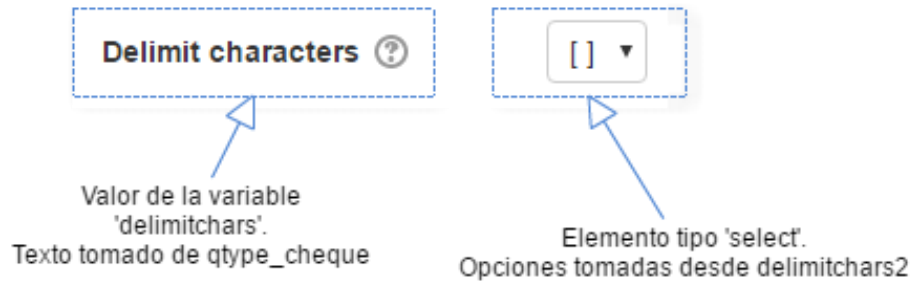 Delimit characters ?
[ ] ▼
Valor de la variable
'delimitchars'.
Texto tomado de qtype_cheque
Elemento tipo 'select'.
Opciones tomadas desde delimitchars2